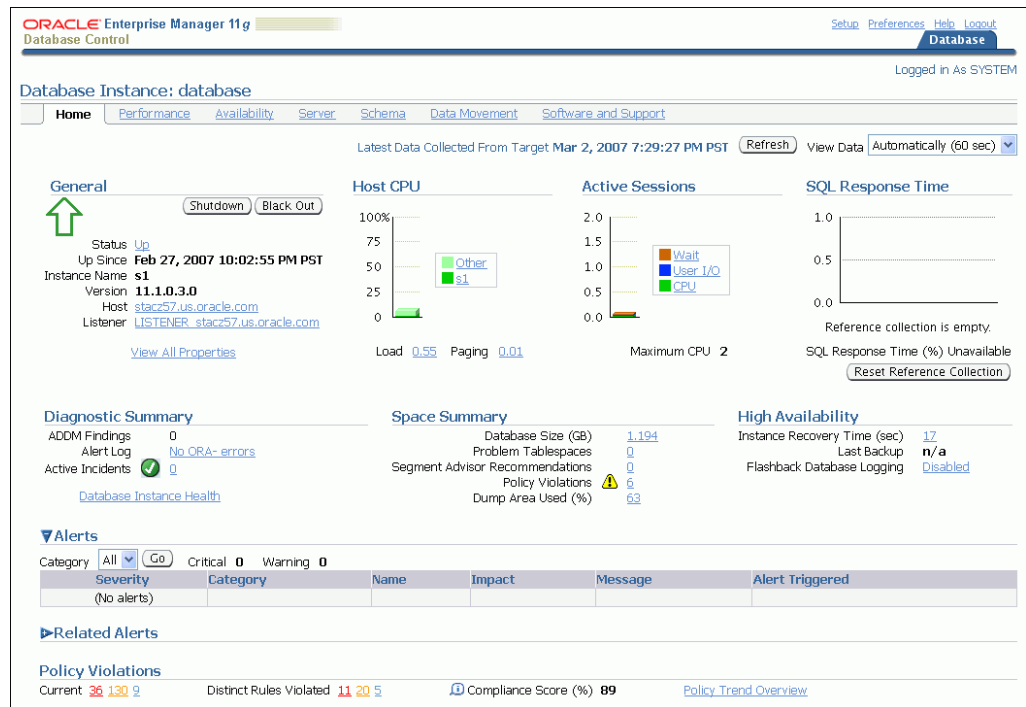 ORACLE Enterprise Manager 11g
Database Control
Setup Preferences Help Logout
Database
Logged in As SYSTEM
Database Instance: database
Home Performance Availability Server Schema Data Movement Software and Support
Latest Data Collected From Target Mar 2, 2007 7:29:27 PM PST Refresh View Data Automatically (60 sec)
General
Shutdown Black Out
Status Up
Up Since Feb 27, 2007 10:02:55 PM PST
Instance Name s1
Version 11.1.0.3.0
Host stacz57.us.oracle.com
Listener LISTENER_stacz57.us.oracle.com
View All Properties
Host CPU
100%
75
50
25
0
Other
s1
Load 0.55 Paging 0.01
Active Sessions
2.0
1.5
1.0
0.5
0.0
Wait
User I/O
CPU
Maximum CPU 2
SQL Response Time
1.0
0.5
0.0
Reference collection is empty.
SQL Response Time (%) Unavailable
Reset Reference Collection
Diagnostic Summary
ADDM Findings 0
Alert Log No ORA- errors
Active Incidents 0
Database Instance Health
Space Summary
Database Size (GB) 1.194
Problem Tablespaces 0
Segment Advisor Recommendations 0
Policy Violations 6
Dump Area Used (%) 63
High Availability
Instance Recovery Time (sec) 17
Last Backup n/a
Flashback Database Logging Disabled
Alerts
Category All Go Critical 0 Warning 0
Severity Category Name Impact Message Alert Triggered
(No alerts)
Related Alerts
Policy Violations
Current 36 130 9 Distinct Rules Violated 11 20 5 Compliance Score (%) 89 Policy Trend Overview